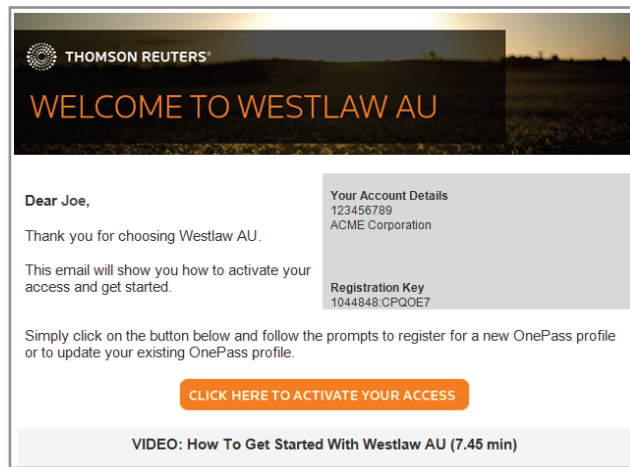 THOMSON REUTERS®
WELCOME TO WESTLAW AU
Dear Joe,
Thank you for choosing Westlaw AU.
This email will show you how to activate your
access and get started.
Your Account Details
123456789
ACME Corporation
Registration Key
1044848:CPQOE7
Simply click on the button below and follow the prompts to register for a new OnePass profile
or to update your existing OnePass profile.
CLICK HERE TO ACTIVATE YOUR ACCESS
VIDEO: How To Get Started With Westlaw AU (7.45 min)